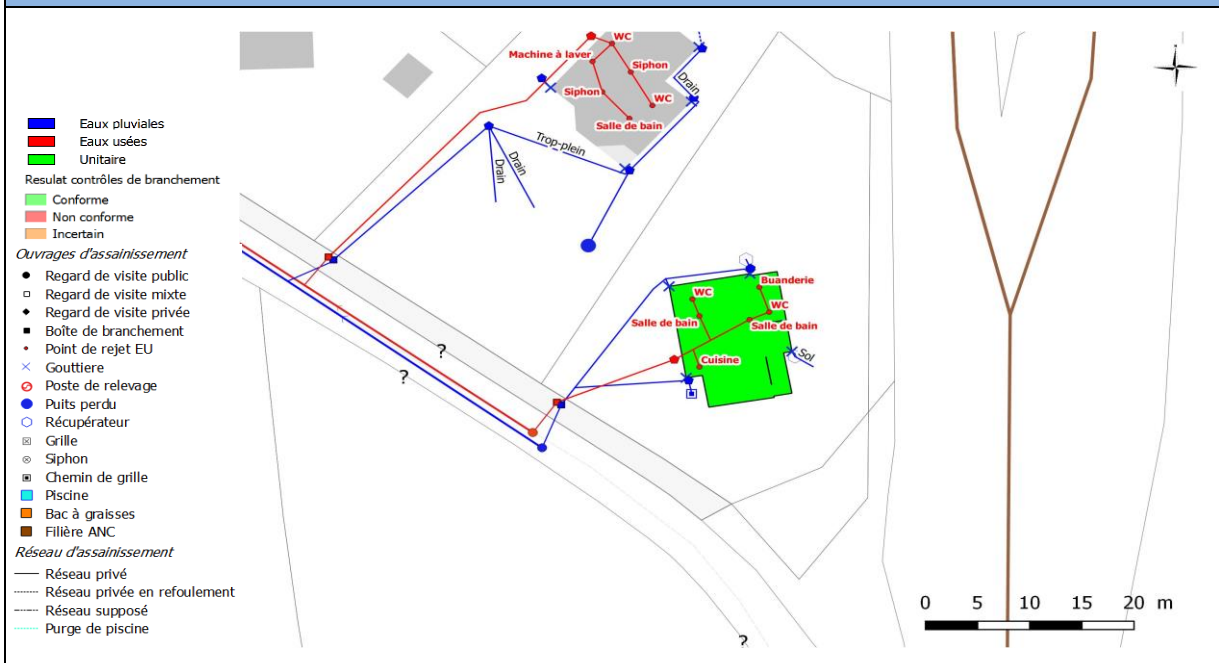 Eaux pluviales
Eaux usées
Unitaire
Resulat contrôles de branchement
Conforme
Non conforme
Incertain
Ouvrages d'assainissement
Regard de visite public
Regard de visite mixte
Regard de visite privée
Boîte de branchement
Point de rejet EU
Gouttiere
Poste de relevage
Puits perdu
Récupérateur
Grille
Siphon
Chemin de grille
Piscine
Bac à graisses
Filière ANC
Réseau d'assainissement
Réseau privé
Réseau privée en refoulement
Réseau supposé
Purge de piscine
WC
Machine à laver
Siphon
Siphon
WC
Salle de bain
Drain
Trop-plein
Drain
Drain
Buanderie
WC
WC
Salle de bain
Salle de bain
Sol
Cuisine
?
?
?
0 5 10 15 20 m